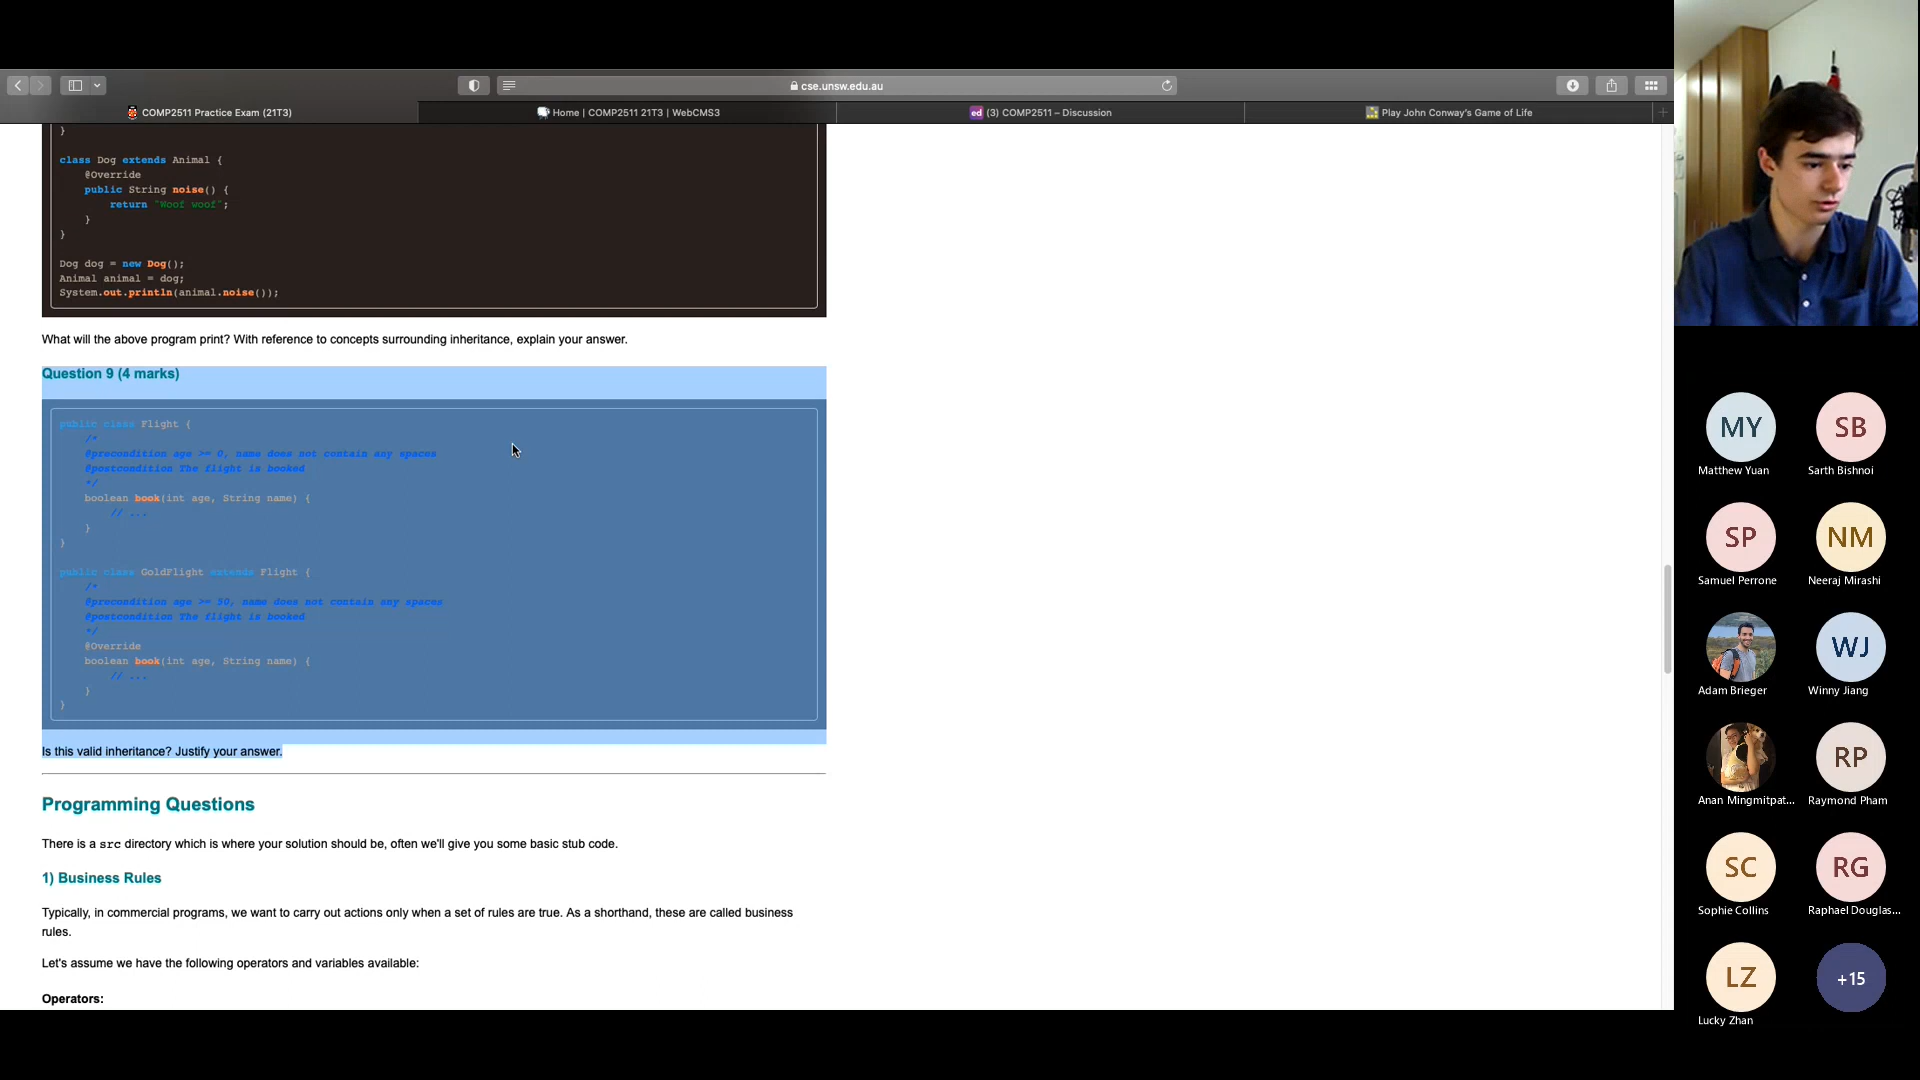 cse.unsw.edu.au
COMP2511 Practice Exam (21T3)
Home | COMP2511 21T3 | WebCMS3
ed (3) COMP2511 – Discussion
Play John Conway's Game of Life
}
class Dog extends Animal {
@Override
public String noise() {
return "Woof woof";
}
}
Dog dog = new Dog();
Animal animal = dog;
System.out.println(animal.noise());
What will the above program print? With reference to concepts surrounding inheritance, explain your answer.
Question 9 (4 marks)
public class Flight {
/*
@precondition age >= 0, name does not contain any spaces
@postcondition The flight is booked
*/
boolean book(int age, String name) {
// ...
}
}
public class GoldFlight extends Flight {
/*
@precondition age >= 50, name does not contain any spaces
@postcondition The flight is booked
*/
@Override
boolean book(int age, String name) {
// ...
}
}
Is this valid inheritance? Justify your answer.
Programming Questions
There is a src directory which is where your solution should be, often we'll give you some basic stub code.
1) Business Rules
Typically, in commercial programs, we want to carry out actions only when a set of rules are true. As a shorthand, these are called business
rules.
Let's assume we have the following operators and variables available:
Operators:
MY
Matthew Yuan
SB
Sarth Bishnoi
SP
Samuel Perrone
NM
Neeraj Mirashi
Adam Brieger
WJ
Winny Jiang
Anan Mingmitpat...
RP
Raymond Pham
SC
Sophie Collins
RG
Raphael Douglas...
LZ
Lucky Zhan
+15